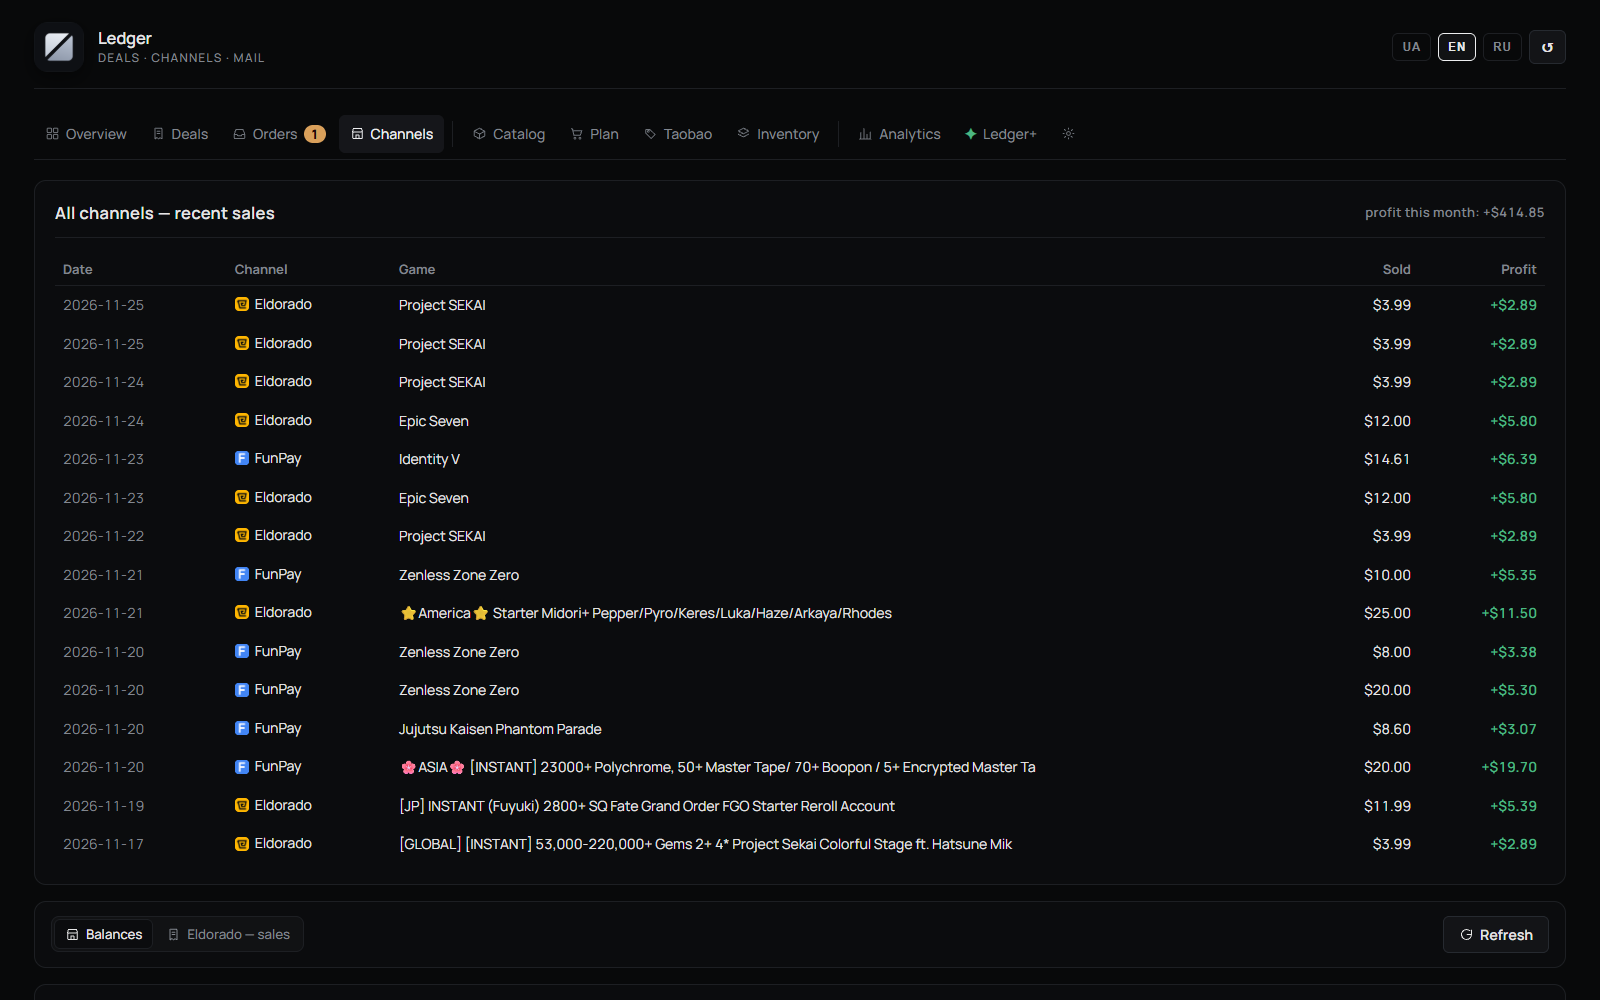 Ledger
DEALS · CHANNELS · MAIL
UA EN RU
Overview Deals Orders 1 Channels Catalog Plan Taobao Inventory Analytics Ledger+
All channels — recent sales profit this month: +$414.85
Date Channel Game Sold Profit
2026-11-25 Eldorado Project SEKAI $3.99 +$2.89
2026-11-25 Eldorado Project SEKAI $3.99 +$2.89
2026-11-24 Eldorado Project SEKAI $3.99 +$2.89
2026-11-24 Eldorado Epic Seven $12.00 +$5.80
2026-11-23 F FunPay Identity V $14.61 +$6.39
2026-11-23 Eldorado Epic Seven $12.00 +$5.80
2026-11-22 Eldorado Project SEKAI $3.99 +$2.89
2026-11-21 F FunPay Zenless Zone Zero $10.00 +$5.35
2026-11-21 Eldorado ⭐America⭐ Starter Midori+ Pepper/Pyro/Keres/Luka/Haze/Arkaya/Rhodes $25.00 +$11.50
2026-11-20 F FunPay Zenless Zone Zero $8.00 +$3.38
2026-11-20 F FunPay Zenless Zone Zero $20.00 +$5.30
2026-11-20 F FunPay Jujutsu Kaisen Phantom Parade $8.60 +$3.07
2026-11-20 F FunPay 🌸ASIA🌸 [INSTANT] 23000+ Polychrome, 50+ Master Tape/ 70+ Boopon / 5+ Encrypted Master Ta $20.00 +$19.70
2026-11-19 Eldorado [JP] INSTANT (Fuyuki) 2800+ SQ Fate Grand Order FGO Starter Reroll Account $11.99 +$5.39
2026-11-17 Eldorado [GLOBAL] [INSTANT] 53,000-220,000+ Gems 2+ 4* Project Sekai Colorful Stage ft. Hatsune Mik $3.99 +$2.89
Balances Eldorado — sales Refresh